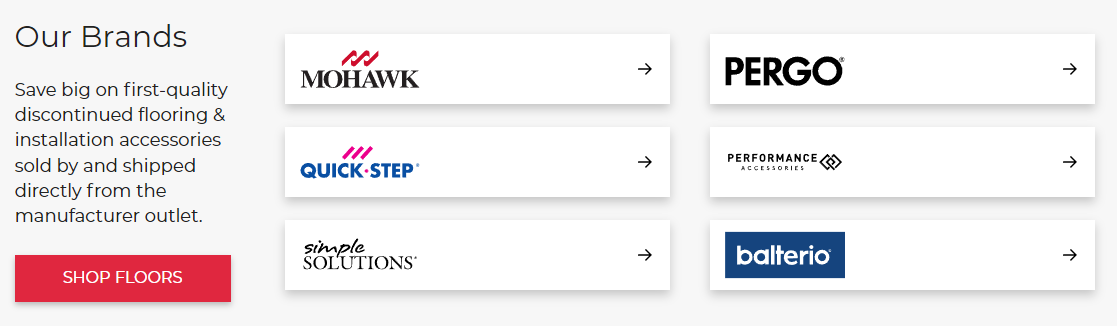 Our Brands
Save big on first-quality
discontinued flooring &
installation accessories
sold by and shipped
directly from the
manufacturer outlet.
SHOP FLOORS
MOHAWK
PERGO®
QUICK·STEP®
PERFORMANCE
ACCESSORIES
simple
SOLUTIONS®
balterio®